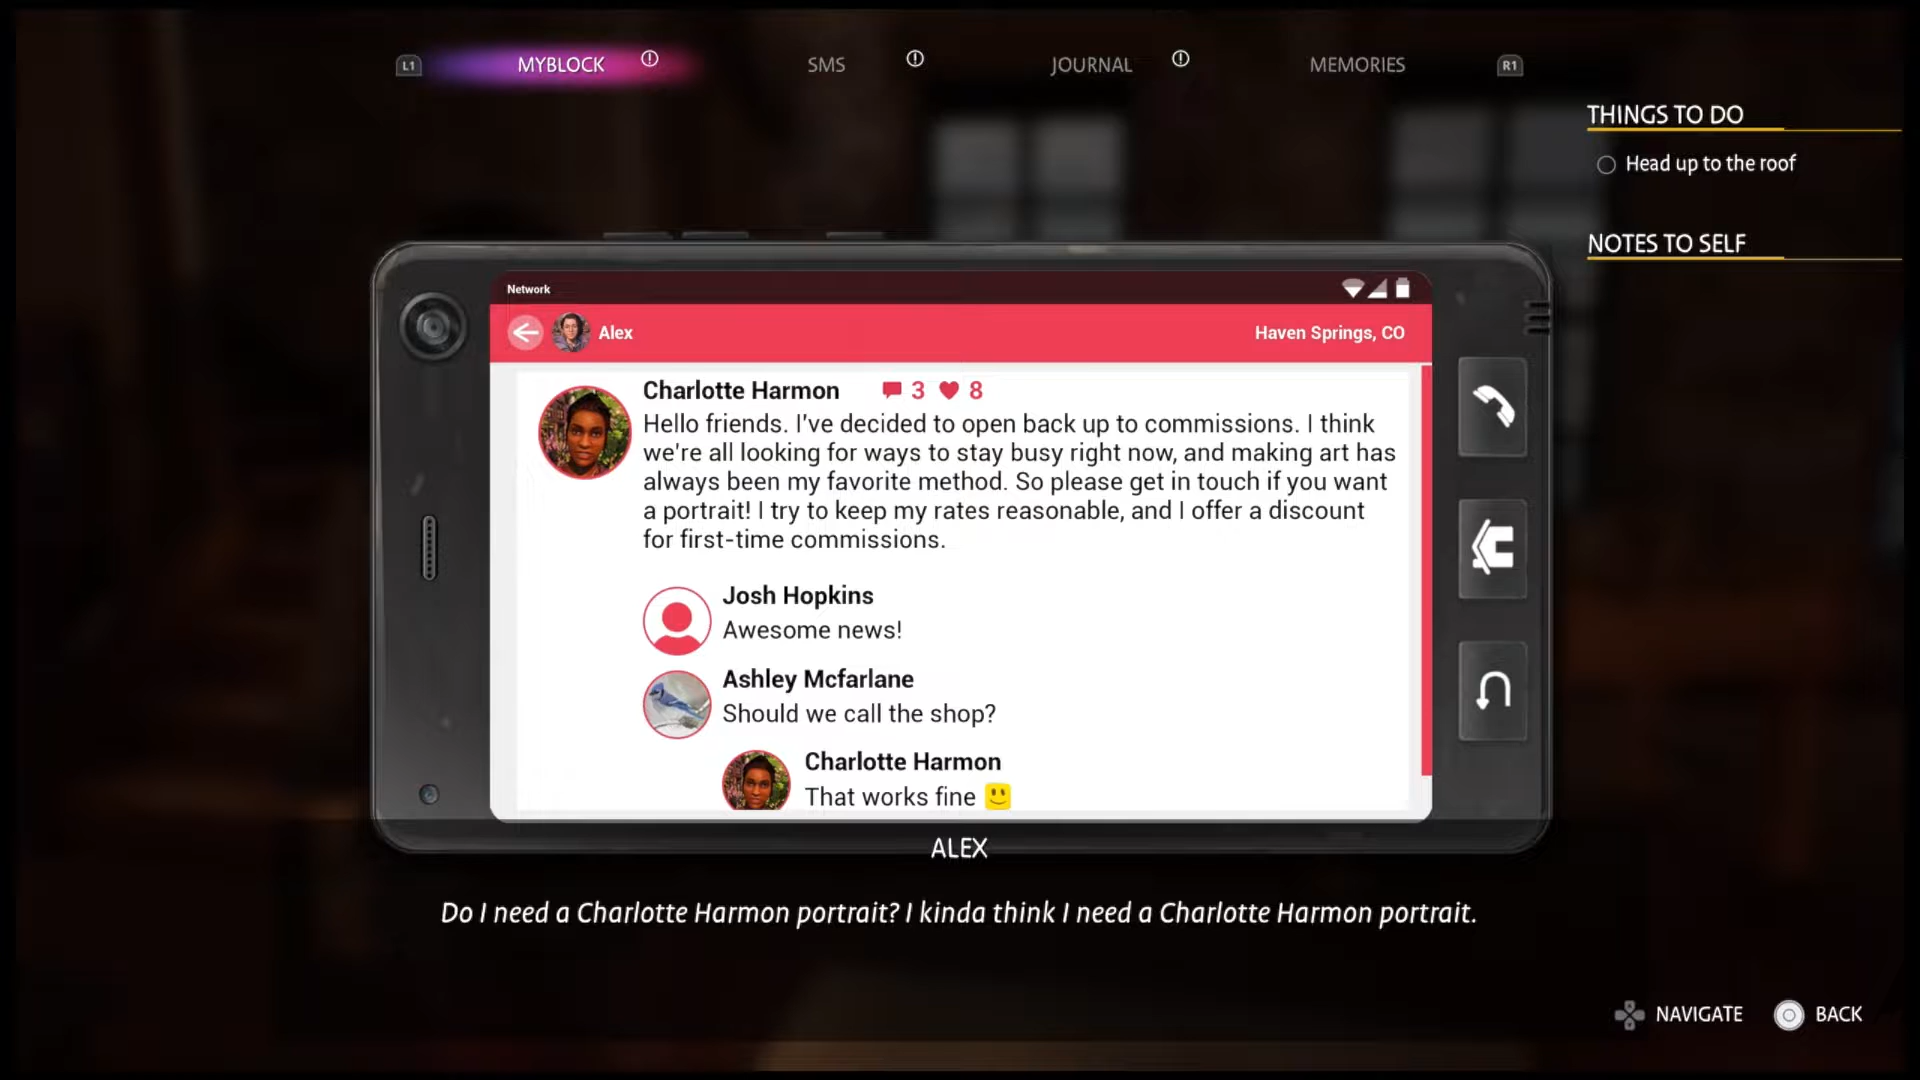 L1 MYBLOCK SMS JOURNAL MEMORIES R1
THINGS TO DO
Head up to the roof
NOTES TO SELF
Network
Alex
Haven Springs, CO
Charlotte Harmon 3 8
Hello friends. I've decided to open back up to commissions. I think
we're all looking for ways to stay busy right now, and making art has
always been my favorite method. So please get in touch if you want
a portrait! I try to keep my rates reasonable, and I offer a discount
for first-time commissions.
Josh Hopkins
Awesome news!
Ashley Mcfarlane
Should we call the shop?
Charlotte Harmon
That works fine 🙂
ALEX
Do I need a Charlotte Harmon portrait? I kinda think I need a Charlotte Harmon portrait.
NAVIGATE BACK